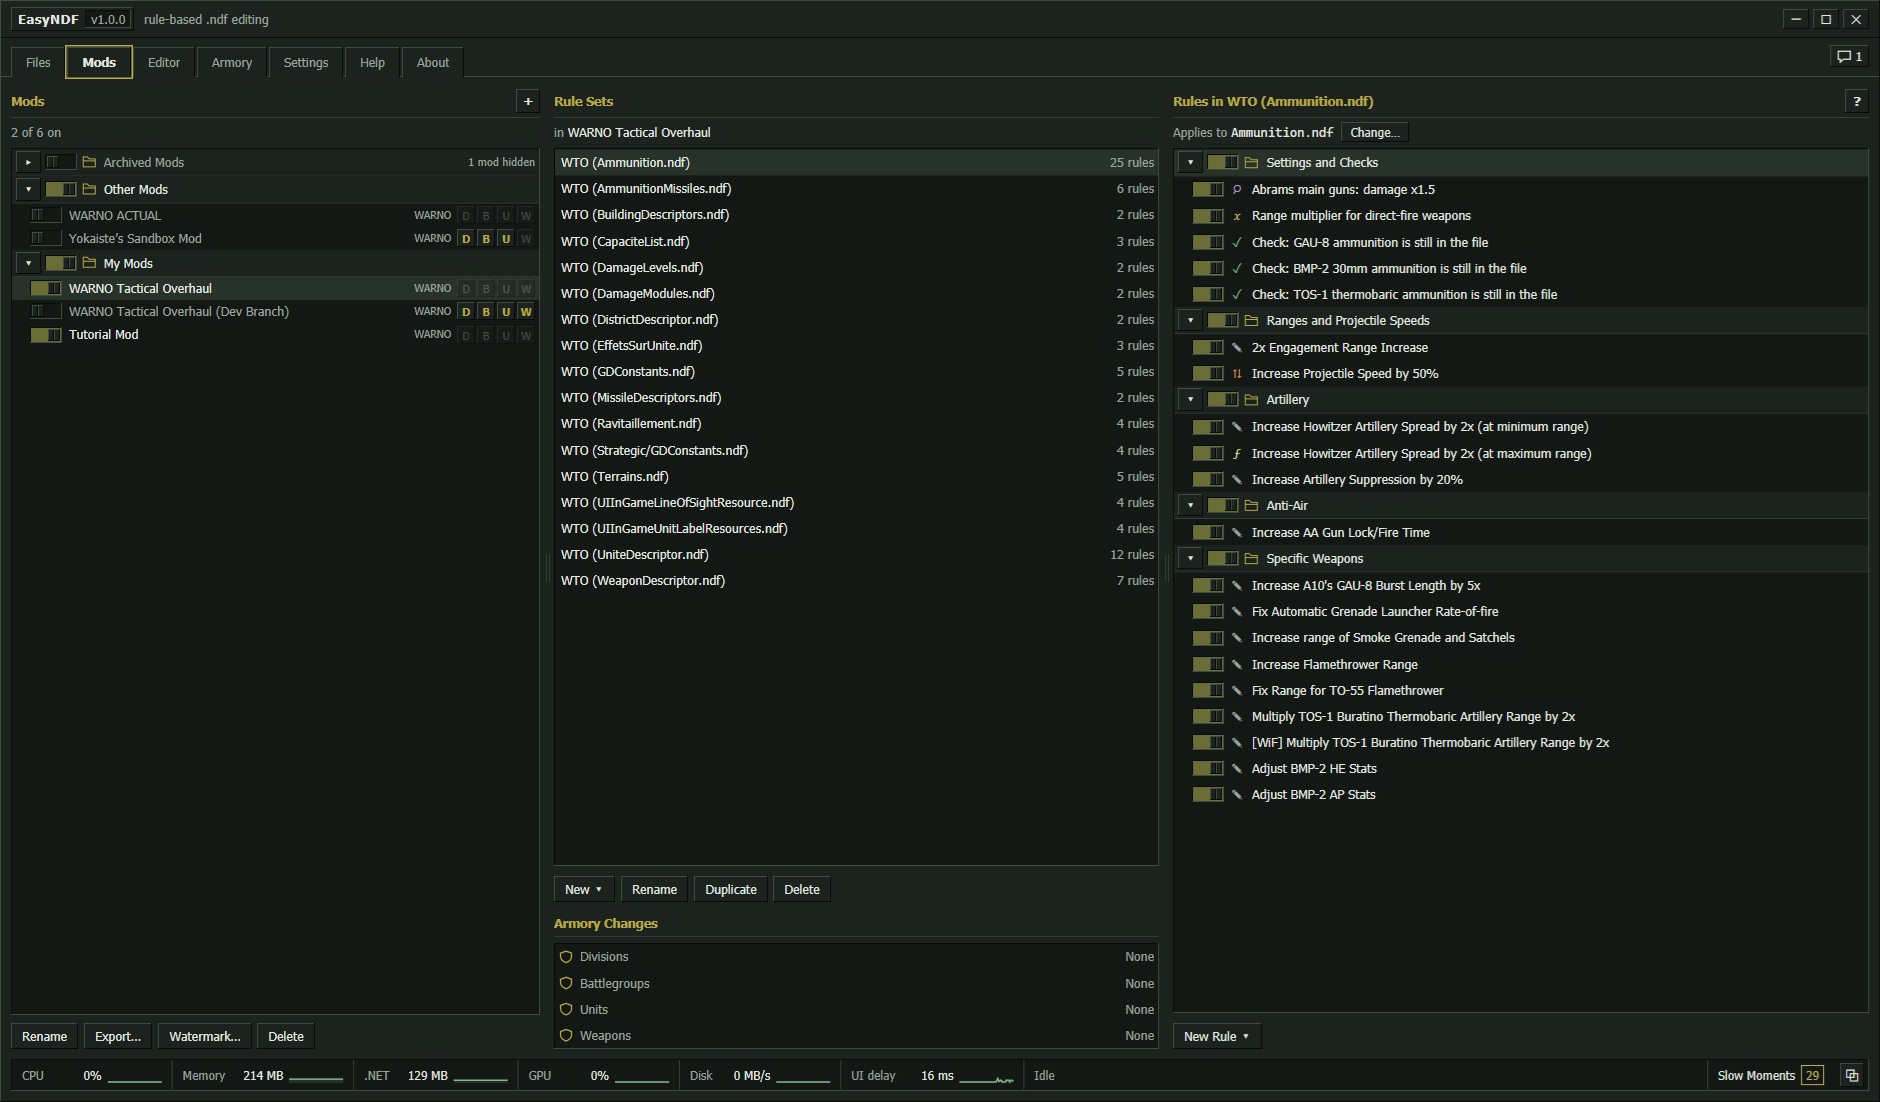 EasyNDF v1.0.0 rule-based .ndf editing
Files Mods Editor Armory Settings Help About 1
Mods +
2 of 6 on
Archived Mods 1 mod hidden
Other Mods
WARNO ACTUAL WARNO D B U W
Yokaiste's Sandbox Mod WARNO D B U W
My Mods
WARNO Tactical Overhaul WARNO D B U W
WARNO Tactical Overhaul (Dev Branch) WARNO D B U W
Tutorial Mod WARNO D B U W
Rename Export... Watermark... Delete
Rule Sets
in WARNO Tactical Overhaul
WTO (Ammunition.ndf) 25 rules
WTO (AmmunitionMissiles.ndf) 6 rules
WTO (BuildingDescriptors.ndf) 2 rules
WTO (CapaciteList.ndf) 3 rules
WTO (DamageLevels.ndf) 2 rules
WTO (DamageModules.ndf) 2 rules
WTO (DistrictDescriptor.ndf) 2 rules
WTO (EffetsSurUnite.ndf) 3 rules
WTO (GDConstants.ndf) 5 rules
WTO (MissileDescriptors.ndf) 2 rules
WTO (Ravitaillement.ndf) 4 rules
WTO (Strategic/GDConstants.ndf) 4 rules
WTO (Terrains.ndf) 5 rules
WTO (UIInGameLineOfSightResource.ndf) 4 rules
WTO (UIInGameUnitLabelResources.ndf) 4 rules
WTO (UniteDescriptor.ndf) 12 rules
WTO (WeaponDescriptor.ndf) 7 rules
New Rename Duplicate Delete
Armory Changes
Divisions None
Battlegroups None
Units None
Weapons None
Rules in WTO (Ammunition.ndf) ?
Applies to Ammunition.ndf Change...
Settings and Checks
Abrams main guns: damage x1.5
x Range multiplier for direct-fire weapons
Check: GAU-8 ammunition is still in the file
Check: BMP-2 30mm ammunition is still in the file
Check: TOS-1 thermobaric ammunition is still in the file
Ranges and Projectile Speeds
2x Engagement Range Increase
Increase Projectile Speed by 50%
Artillery
Increase Howitzer Artillery Spread by 2x (at minimum range)
ƒ Increase Howitzer Artillery Spread by 2x (at maximum range)
Increase Artillery Suppression by 20%
Anti-Air
Increase AA Gun Lock/Fire Time
Specific Weapons
Increase A10's GAU-8 Burst Length by 5x
Fix Automatic Grenade Launcher Rate-of-fire
Increase range of Smoke Grenade and Satchels
Increase Flamethrower Range
Fix Range for TO-55 Flamethrower
Multiply TOS-1 Buratino Thermobaric Artillery Range by 2x
[WiF] Multiply TOS-1 Buratino Thermobaric Artillery Range by 2x
Adjust BMP-2 HE Stats
Adjust BMP-2 AP Stats
New Rule
CPU 0% Memory 214 MB .NET 129 MB GPU 0% Disk 0 MB/s UI delay 16 ms Idle Slow Moments 29